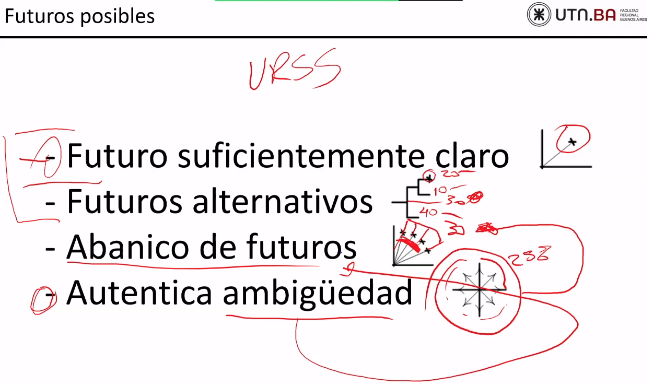 Futuros posibles
UTN.BA FACULTAD REGIONAL BUENOS AIRES
URSS
- Futuro suficientemente claro
- Futuros alternativos
20
10
30
40
- Abanico de futuros
30
25%
- Autentica ambigüedad